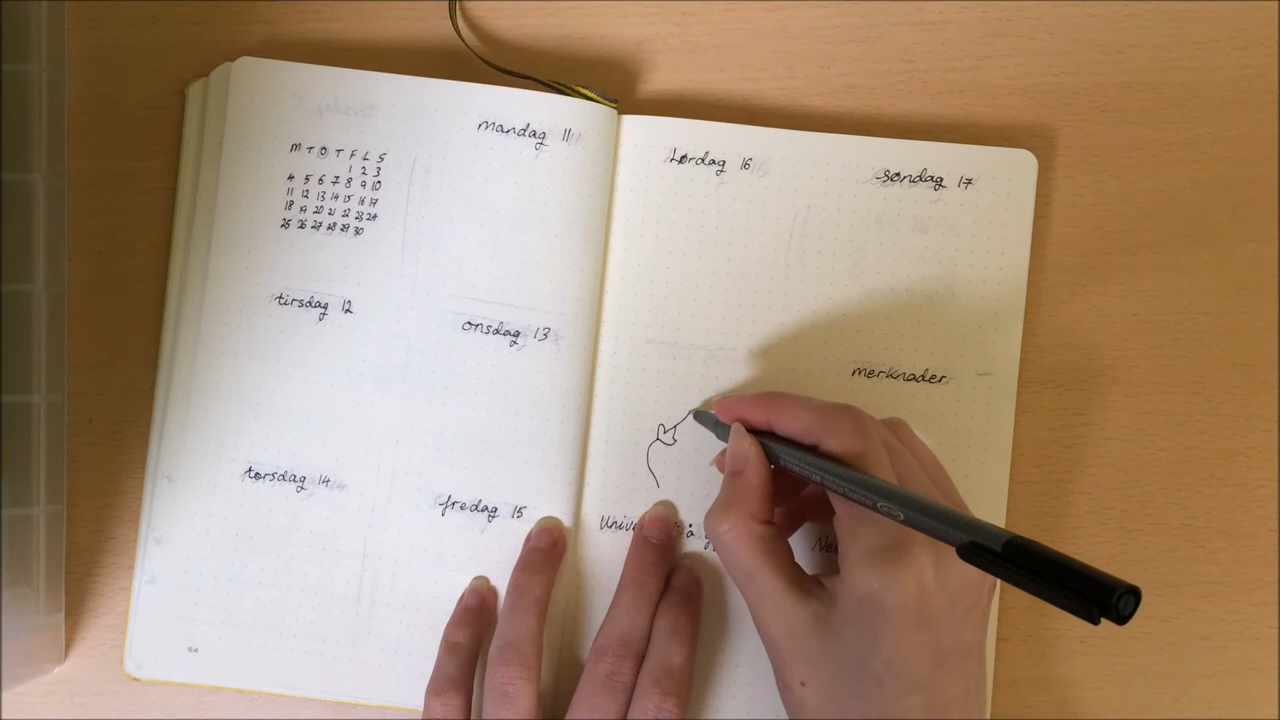 mandag 11
M T O T F L S
1 2 3
4 5 6 7 8 9 10
11 12 13 14 15 16 17
18 19 20 21 22 23 24
25 26 27 28 29 30
tirsdag 12
onsdag 13
torsdag 14
fredag 15
64
Lørdag 16
søndag 17
merknader
å